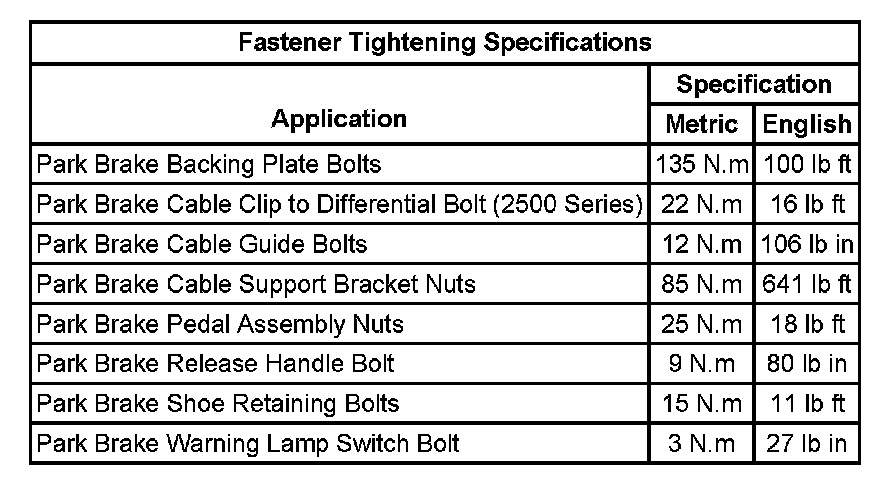 Fastener Tightening Specifications
Specification
Application
Metric English
Park Brake Backing Plate Bolts 135 N.m 100 lb ft
Park Brake Cable Clip to Differential Bolt (2500 Series) 22 N.m 16 lb ft
Park Brake Cable Guide Bolts 12 N.m 106 lb in
Park Brake Cable Support Bracket Nuts 85 N.m 641 lb ft
Park Brake Pedal Assembly Nuts 25 N.m 18 lb ft
Park Brake Release Handle Bolt 9 N.m 80 lb in
Park Brake Shoe Retaining Bolts 15 N.m 11 lb ft
Park Brake Warning Lamp Switch Bolt 3 N.m 27 lb in